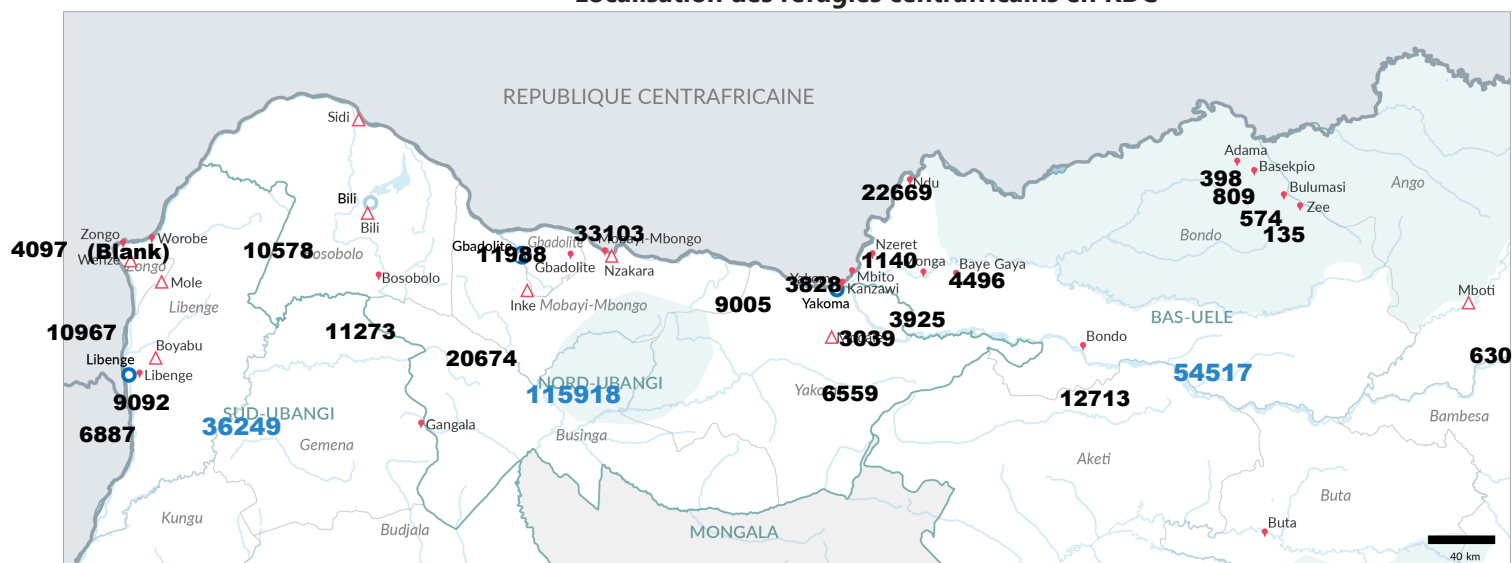 Localisation des réfugiés centrafricains en RDC
REPUBLIQUE CENTRAFRICAINE
Sidi
Adama
Basekpio
398
Bulumasi
809
Zee
574
135
Ango
Bondo
Ndu
22669
Bili
Bili
Zongo
Worobe
4097
(Blank)
10578
Bosobolo
Wenze
Zongo
Mole
Libenge
Bosobolo
Gbadolite
Gbadolite
11988
33103
Mobayi-Mbongo
Gbadolite
Nzakara
Inke
Mobayi-Mbongo
9005
Nzeret
1140
Baye Gaya
4496
Yakoma
Mbito
3828
Kanzawi
Yakoma
3925
3039
Mboti
BAS-UELE
Bondo
630
10967
11273
Boyabu
Libenge
Libenge
20674
54517
9092
NORD-UBANGI
115918
6559
12713
SUD-UBANGI
36249
6887
Gangala
Gemena
Businga
Bambesa
Aketi
Kungu
Budjala
MONGALA
Buta
Buta
40 km